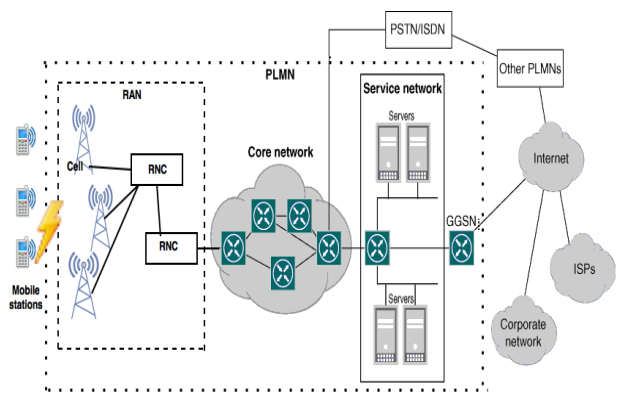 PSTN/ISDN
Other PLMNs
PLMN
RAN
Service network
Servers
Cell
RNC
Core network
Internet
RNC
GGSN
ISPs
Mobile
stations
Servers
Corporate
network